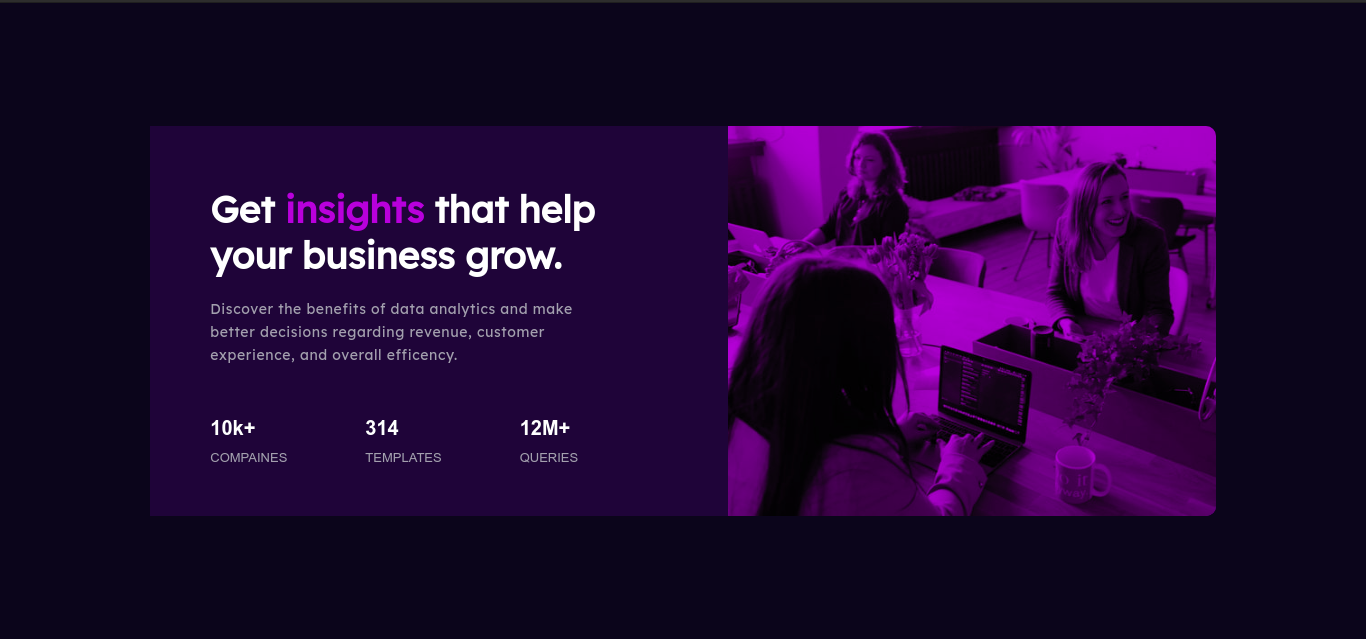 Get insights that help
your business grow.
Discover the benefits of data analytics and make
better decisions regarding revenue, customer
experience, and overall efficency.
10k+ 314 12M+
COMPAINES TEMPLATES QUERIES